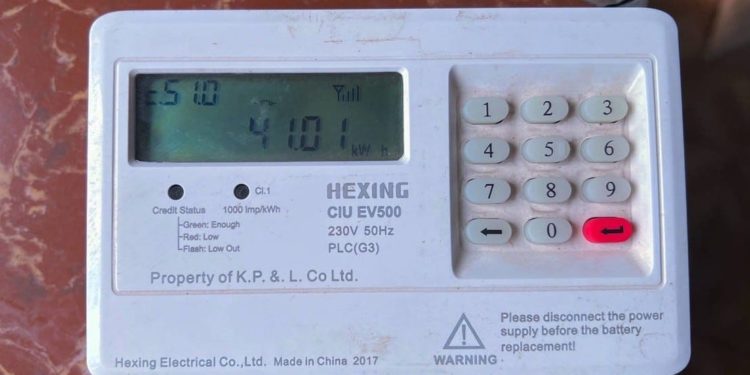 c.51.0
41.01
kW h
1 2 3
4 5 6
7 8 9
0
Cl.1
Credit Status 1000 Imp/kWh
Green: Enough
Red: Low
Flash: Low Out
HEXING
CIU EV500
230V 50Hz
PLC(G3)
Property of K.P. & L. Co Ltd.
Hexing Electrical Co.,Ltd. Made in China 2017
WARNING
Please disconnect the power
supply before the battery
replacement!